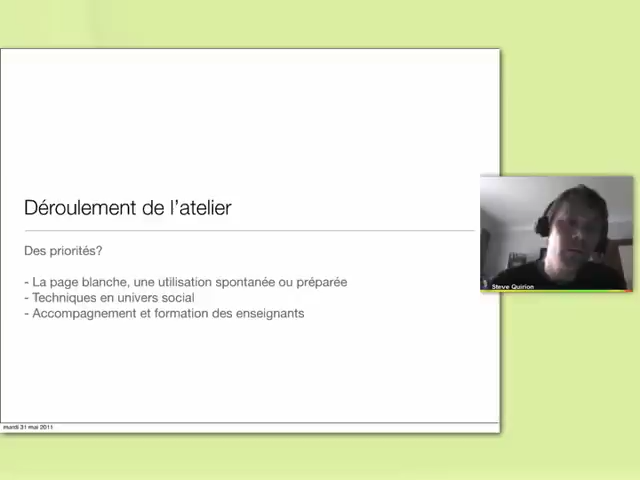 Déroulement de l'atelier
Des priorités?
- La page blanche, une utilisation spontanée ou préparée
- Techniques en univers social
- Accompagnement et formation des enseignants
Steve Quirion
mardi 31 mai 2011